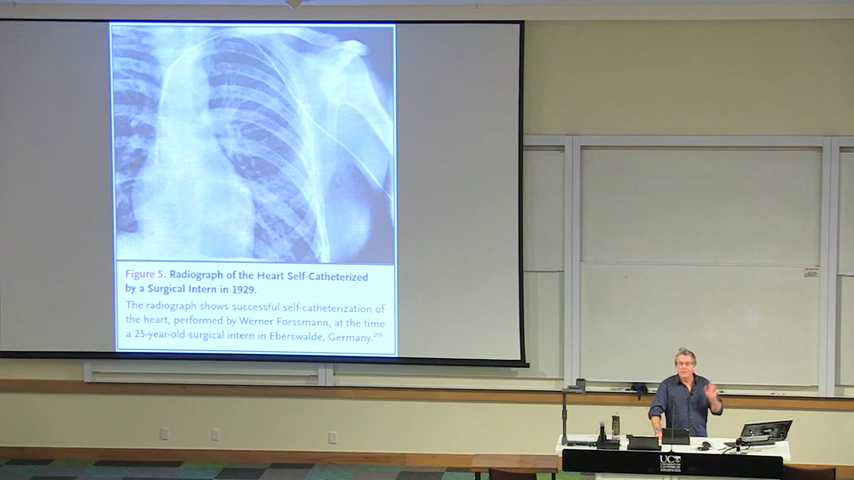 Figure 5. Radiograph of the Heart Self-Catheterized
by a Surgical Intern in 1929.
The radiograph shows successful self-catheterization of
the heart, performed by Werner Forssmann, at the time
a 25-year-old surgical intern in Eberswalde, Germany.29
UC